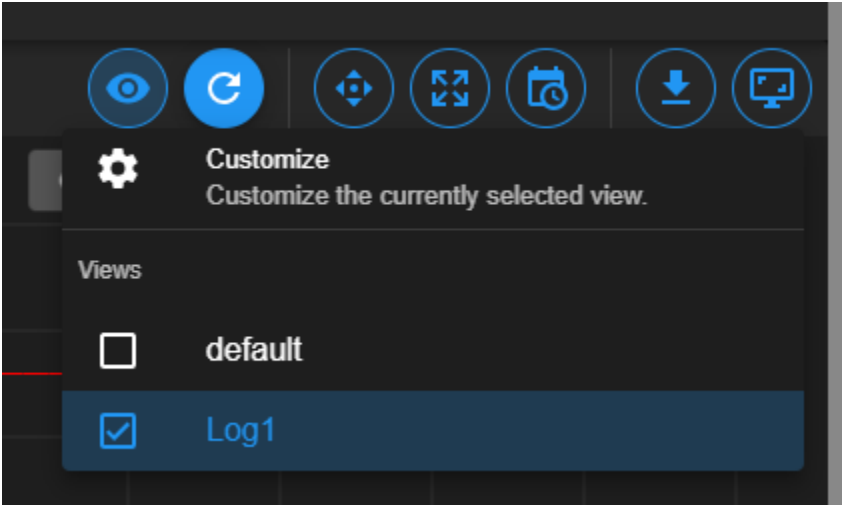 Customize
Customize the currently selected view.
Views
default
Log1